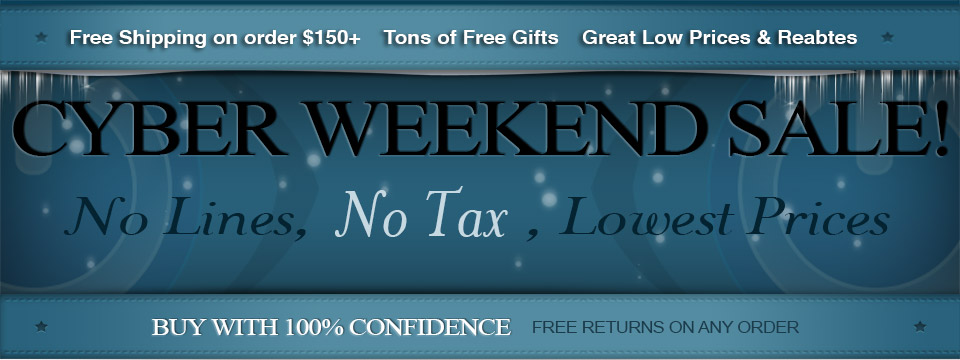 Free Shipping on order $150+ Tons of Free Gifts Great Low Prices & Reabtes
CYBER WEEKEND SALE!
No Lines, No Tax , Lowest Prices
BUY WITH 100% CONFIDENCE FREE RETURNS ON ANY ORDER